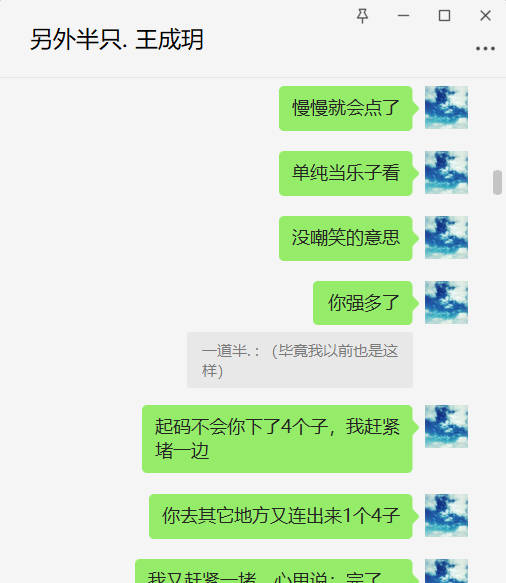 另外半只. 王成玥
慢慢就会点了
单纯当乐子看
没嘲笑的意思
你强多了
一道半. :（毕竟我以前也是这
样）
起码不会你下了4个子，我赶紧
堵一边
你去其它地方又连出来1个4子
我又赶紧一堵，心里说：完了